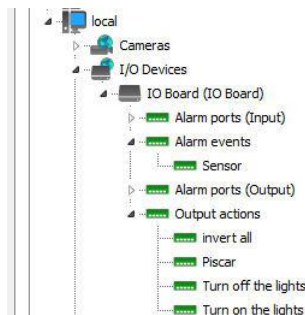 local
Cameras
I/O Devices
IO Board (IO Board)
Alarm ports (Input)
Alarm events
Sensor
Alarm ports (Output)
Output actions
invert all
Piscar
Turn off the lights
Turn on the lights